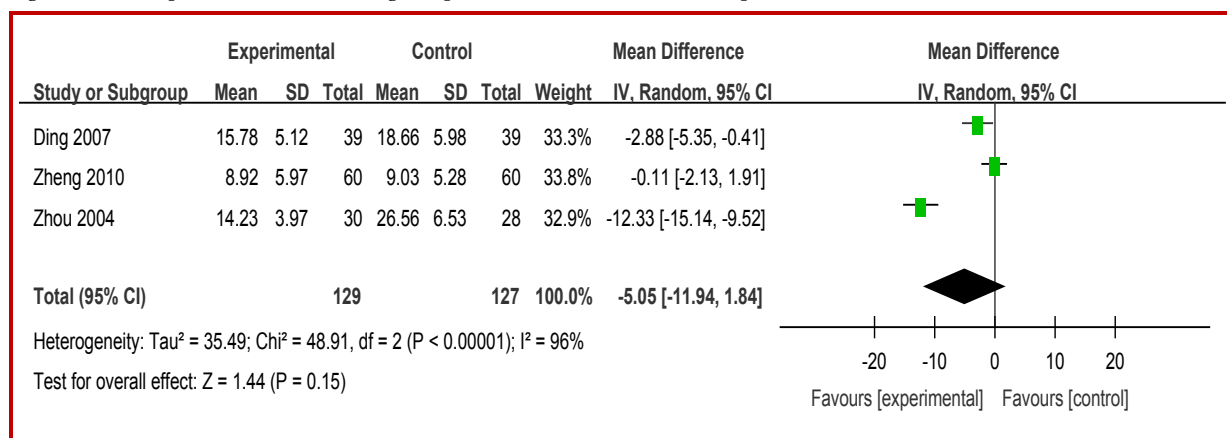 Experimental Control Mean Difference Mean Difference
Study or Subgroup Mean SD Total Mean SD Total Weight IV, Random, 95% CI IV, Random, 95% CI
Ding 2007 15.78 5.12 39 18.66 5.98 39 33.3% -2.88 [-5.35, -0.41]
Zheng 2010 8.92 5.97 60 9.03 5.28 60 33.8% -0.11 [-2.13, 1.91]
Zhou 2004 14.23 3.97 30 26.56 6.53 28 32.9% -12.33 [-15.14, -9.52]
Total (95% CI) 129 127 100.0% -5.05 [-11.94, 1.84]
Heterogeneity: Tau² = 35.49; Chi² = 48.91, df = 2 (P < 0.00001); I² = 96%
Test for overall effect: Z = 1.44 (P = 0.15)
-20 -10 0 10 20
Favours [experimental] Favours [control]